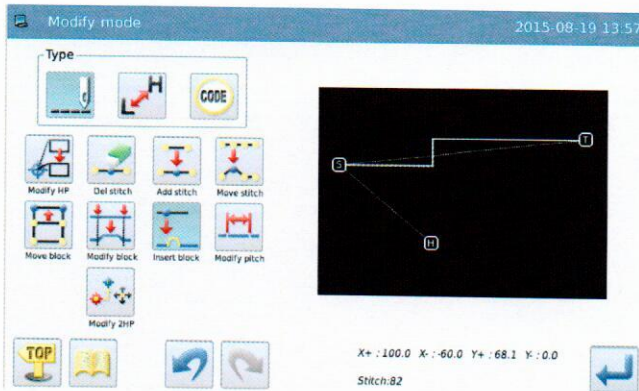 Modify mode 2015-08-19 13:57
Type
L H CODE
Modify HP Del stitch Add stitch Move stitch
Move block Modify block Insert block Modify pitch
Modify 2HP
S T
H
TOP
X+ : 100.0 X- : -60.0 Y+ : 68.1 Y- : 0.0
Stitch:82